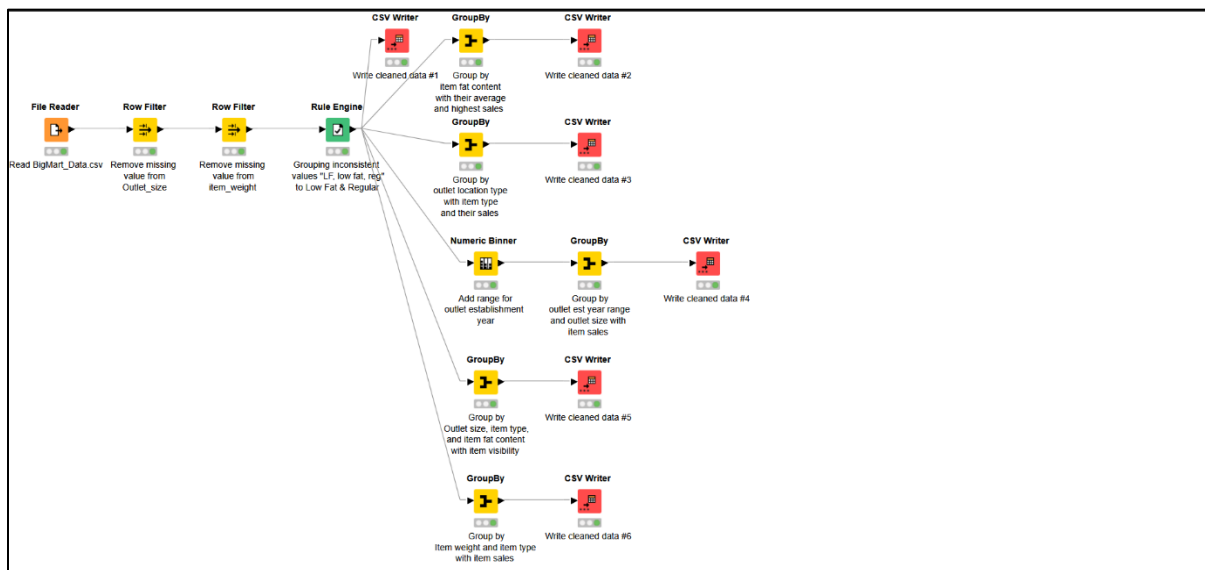 CSV Writer
Write cleaned data #1
GroupBy
Group by
item fat content
with their average
and highest sales
CSV Writer
Write cleaned data #2
File Reader
Read BigMart_Data.csv
Row Filter
Remove missing
value from
Outlet_size
Row Filter
Remove missing
value from
item_weight
Rule Engine
Grouping inconsistent
values "LF, low fat, reg"
to Low Fat & Regular
GroupBy
Group by
outlet location type
with item type
and their sales
CSV Writer
Write cleaned data #3
Numeric Binner
Add range for
outlet establishment
year
GroupBy
Group by
outlet est year range
and outlet size with
item sales
CSV Writer
Write cleaned data #4
GroupBy
Group by
Outlet size, item type,
and item fat content
with item visibility
CSV Writer
Write cleaned data #5
GroupBy
Group by
Item weight and item type
with item sales
CSV Writer
Write cleaned data #6